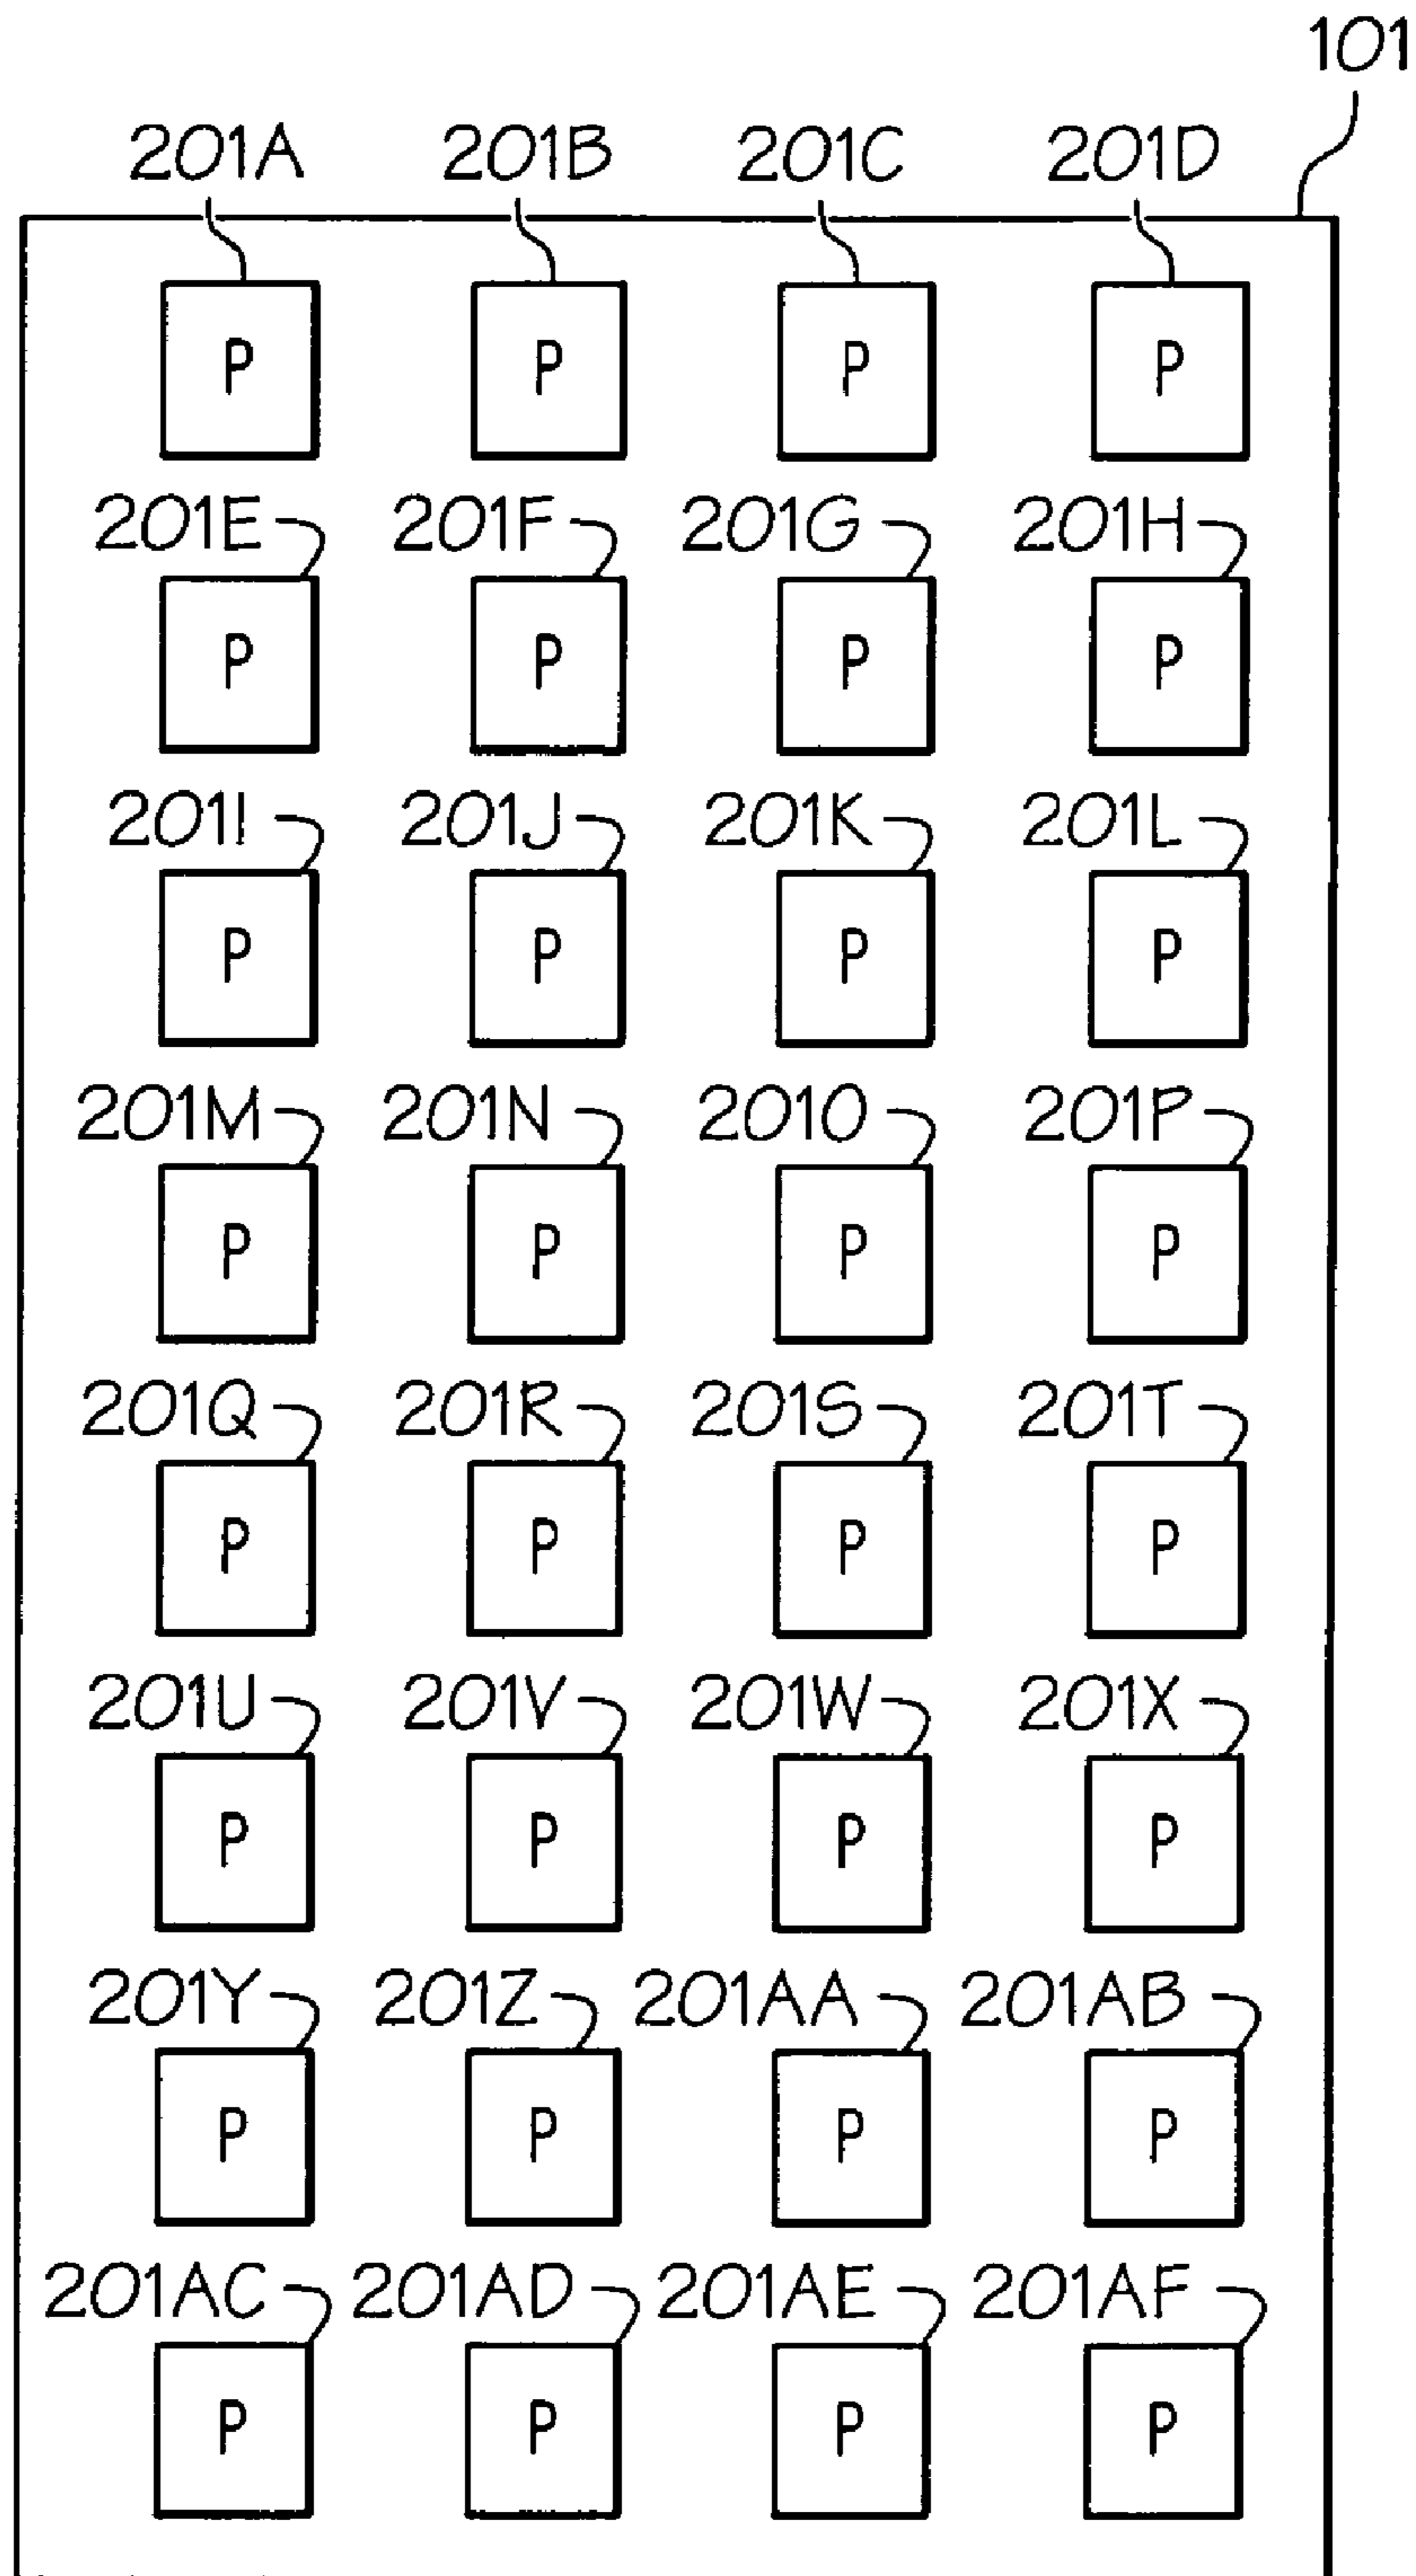 101
201A 201B 201C 201D
P P P P
201E 201F 201G 201H
P P P P
201I 201J 201K 201L
P P P P
201M 201N 201O 201P
P P P P
201Q 201R 201S 201T
P P P P
201U 201V 201W 201X
P P P P
201Y 201Z 201AA 201AB
P P P P
201AC 201AD 201AE 201AF
P P P P